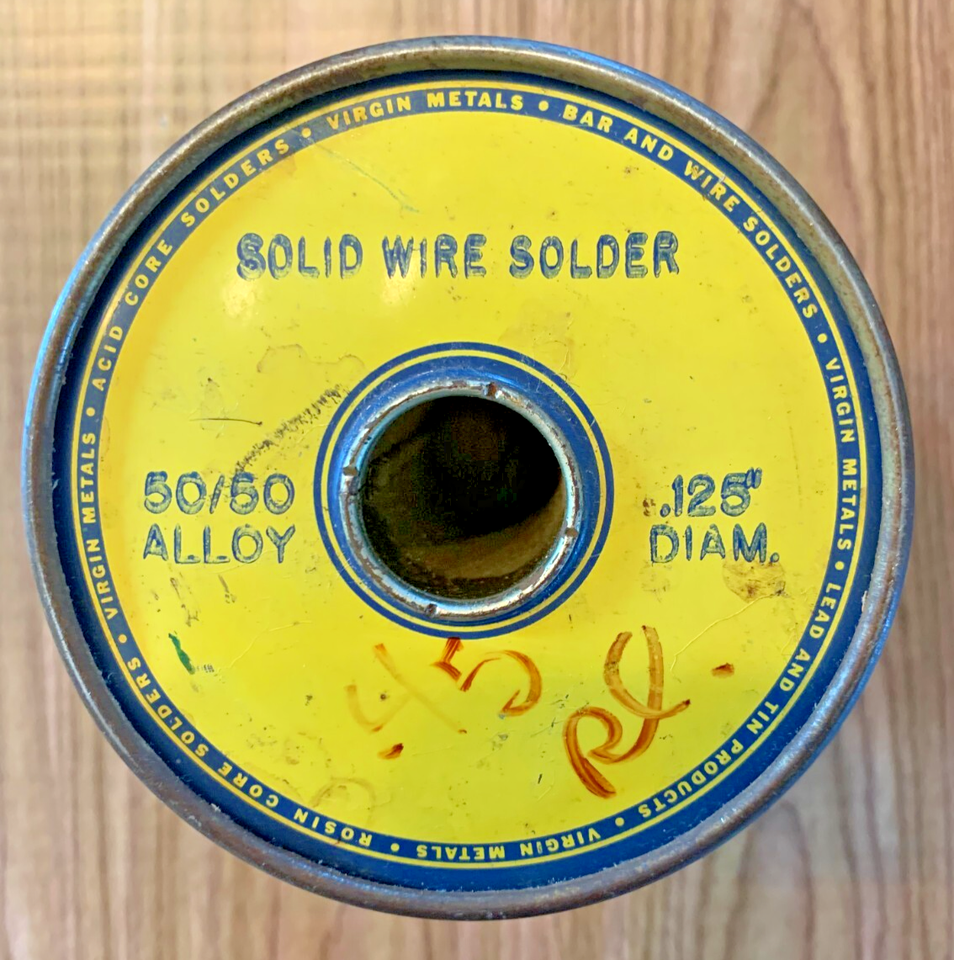 VIRGIN METALS • BAR AND WIRE SOLDERS • VIRGIN METALS • LEAD AND TIN PRODUCTS • VIRGIN METALS • ROSIN CORE SOLDERS • VIRGIN METALS • ACID CORE SOLDERS •
SOLID WIRE SOLDER
50/50
ALLOY
.125"
DIAM.